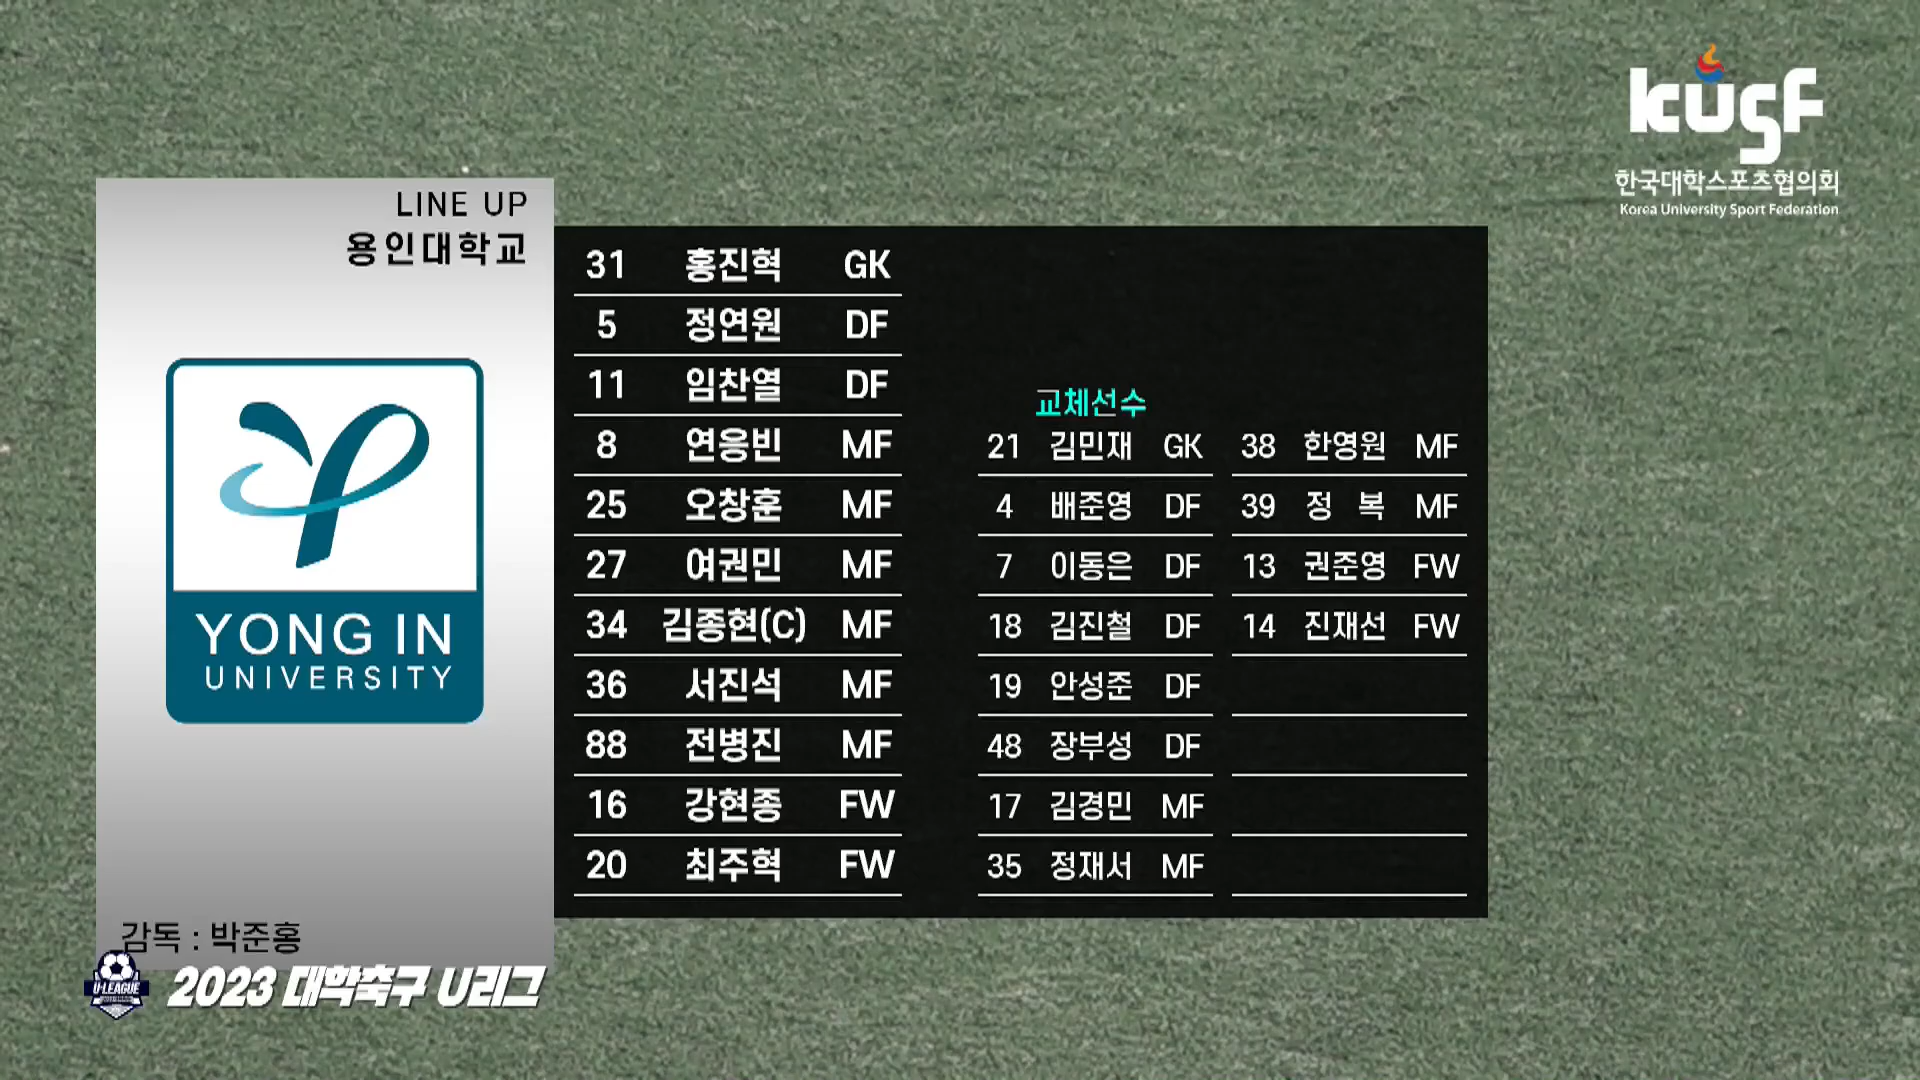 kusf
한국대학스포츠협의회
Korea University Sport Federation
LINE UP
용인대학교
YONG IN
UNIVERSITY
감독 : 박준홍
31 홍진혁 GK
5 정연원 DF
11 임찬열 DF
8 연응빈 MF
25 오창훈 MF
27 여권민 MF
34 김종현(C) MF
36 서진석 MF
88 전병진 MF
16 강현종 FW
20 최주혁 FW
교체선수
21 김민재 GK
4 배준영 DF
7 이동은 DF
18 김진철 DF
19 안성준 DF
48 장부성 DF
17 김경민 MF
35 정재서 MF
38 한영원 MF
39 정 복 MF
13 권준영 FW
14 진재선 FW
U-LEAGUE
2023 대학축구 U리그